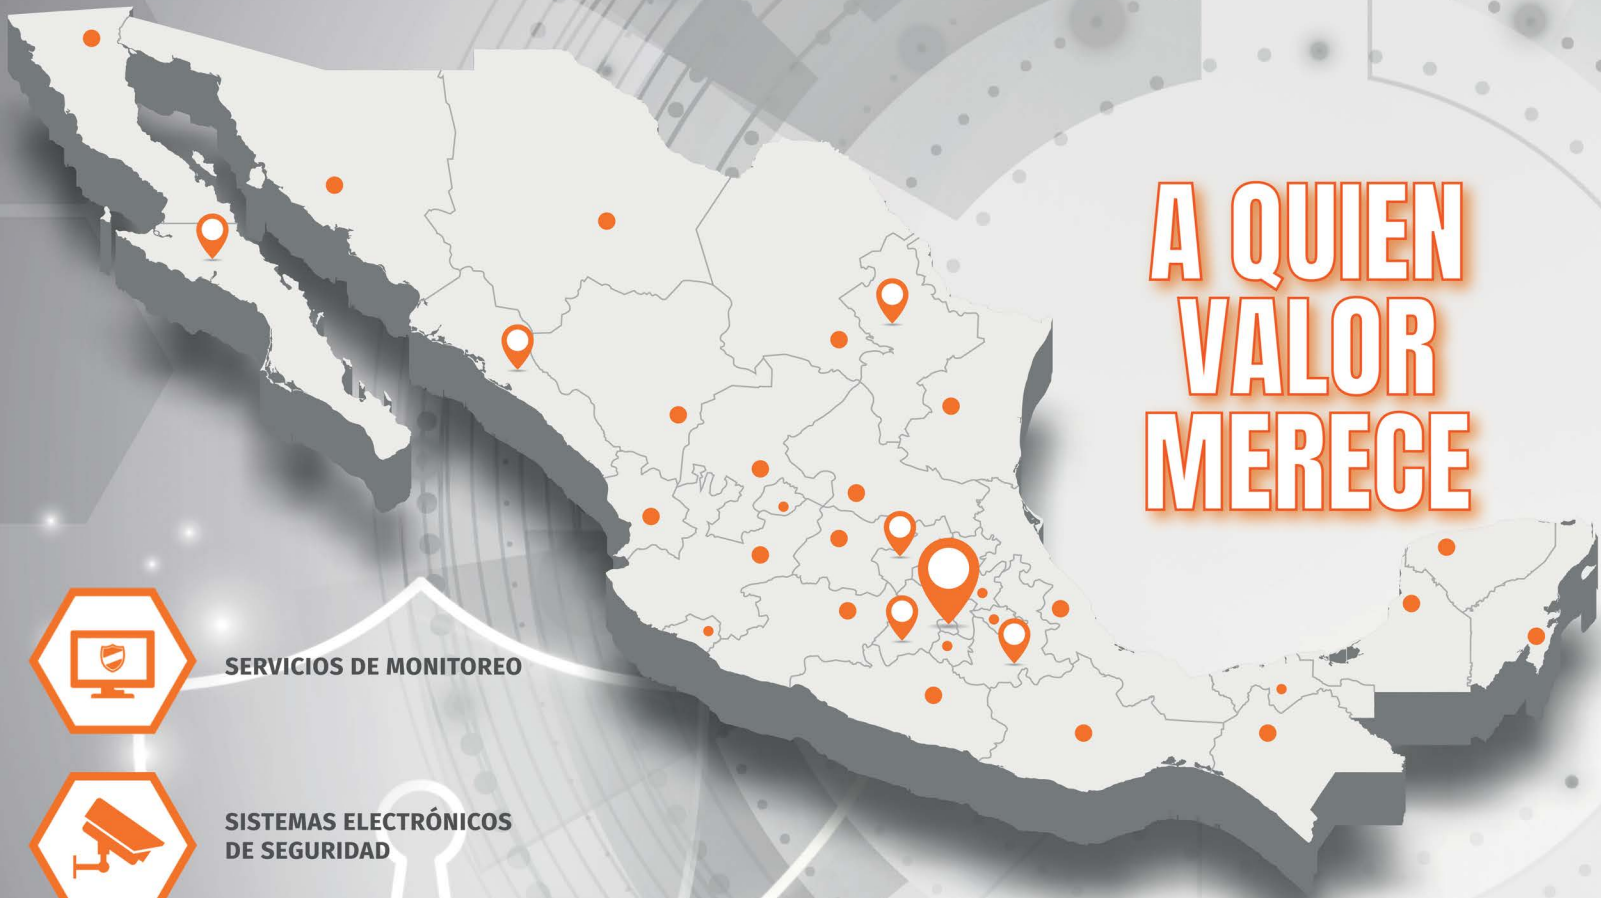 A QUIEN
VALOR
MERECE
SERVICIOS DE MONITOREO
SISTEMAS ELECTRÓNICOS
DE SEGURIDAD